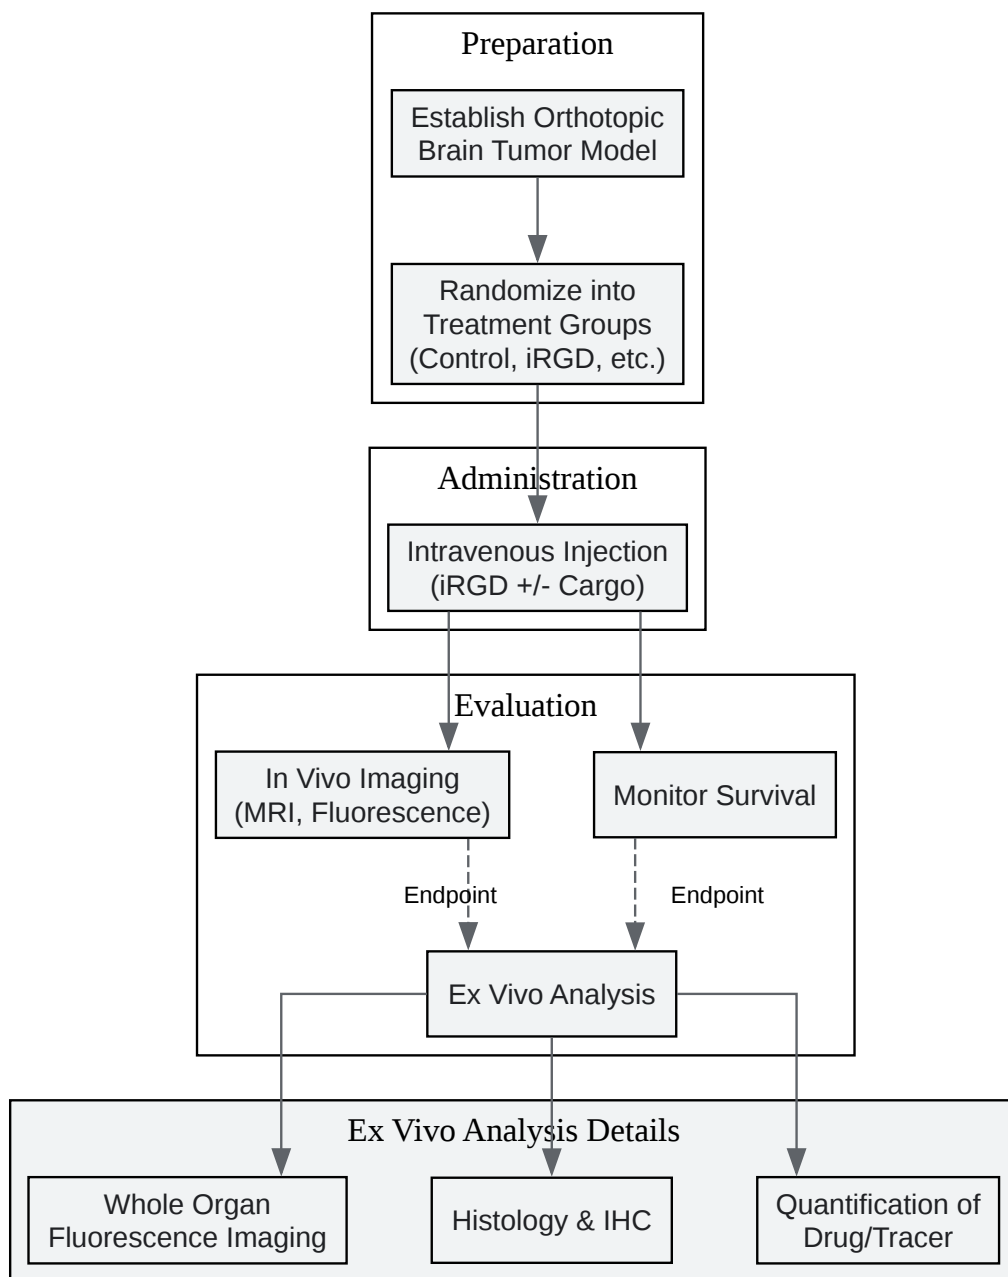 Preparation
Establish Orthotopic
Brain Tumor Model
Randomize into
Treatment Groups
(Control, iRGD, etc.)
Administration
Intravenous Injection
(iRGD +/- Cargo)
Evaluation
In Vivo Imaging
(MRI, Fluorescence)
Monitor Survival
Endpoint
Endpoint
Ex Vivo Analysis
Ex Vivo Analysis Details
Whole Organ
Fluorescence Imaging
Histology & IHC
Quantification of
Drug/Tracer